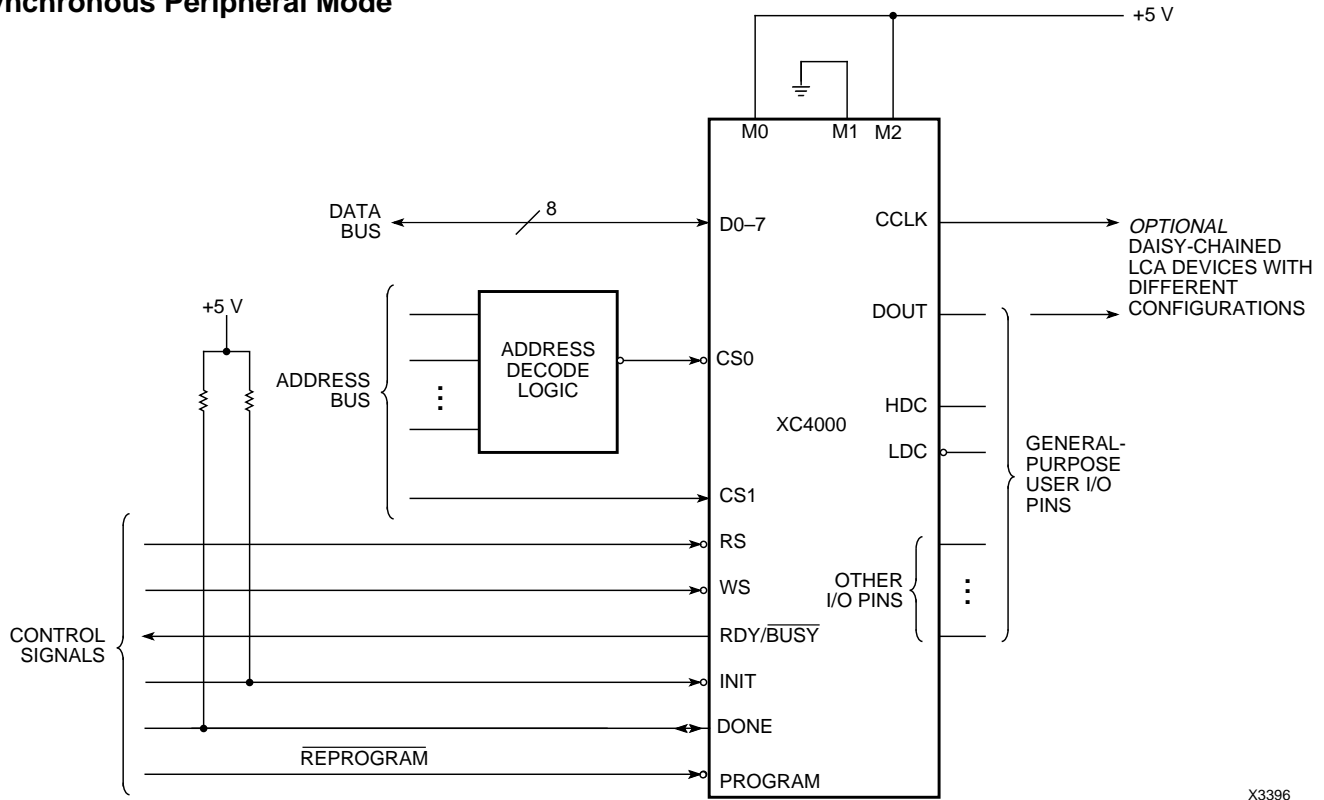 ynchronous Peripheral Mode
+5 V
M0 M1 M2
DATA
BUS
8
D0–7
CCLK
OPTIONAL
DAISY-CHAINED
LCA DEVICES WITH
DIFFERENT
CONFIGURATIONS
+5 V
DOUT
ADDRESS
BUS
ADDRESS
DECODE
LOGIC
CS0
HDC
XC4000
LDC
GENERAL-
PURPOSE
USER I/O
PINS
CS1
RS
WS
OTHER
I/O PINS
CONTROL
SIGNALS
RDY/BUSY
INIT
DONE
REPROGRAM
PROGRAM
X3396